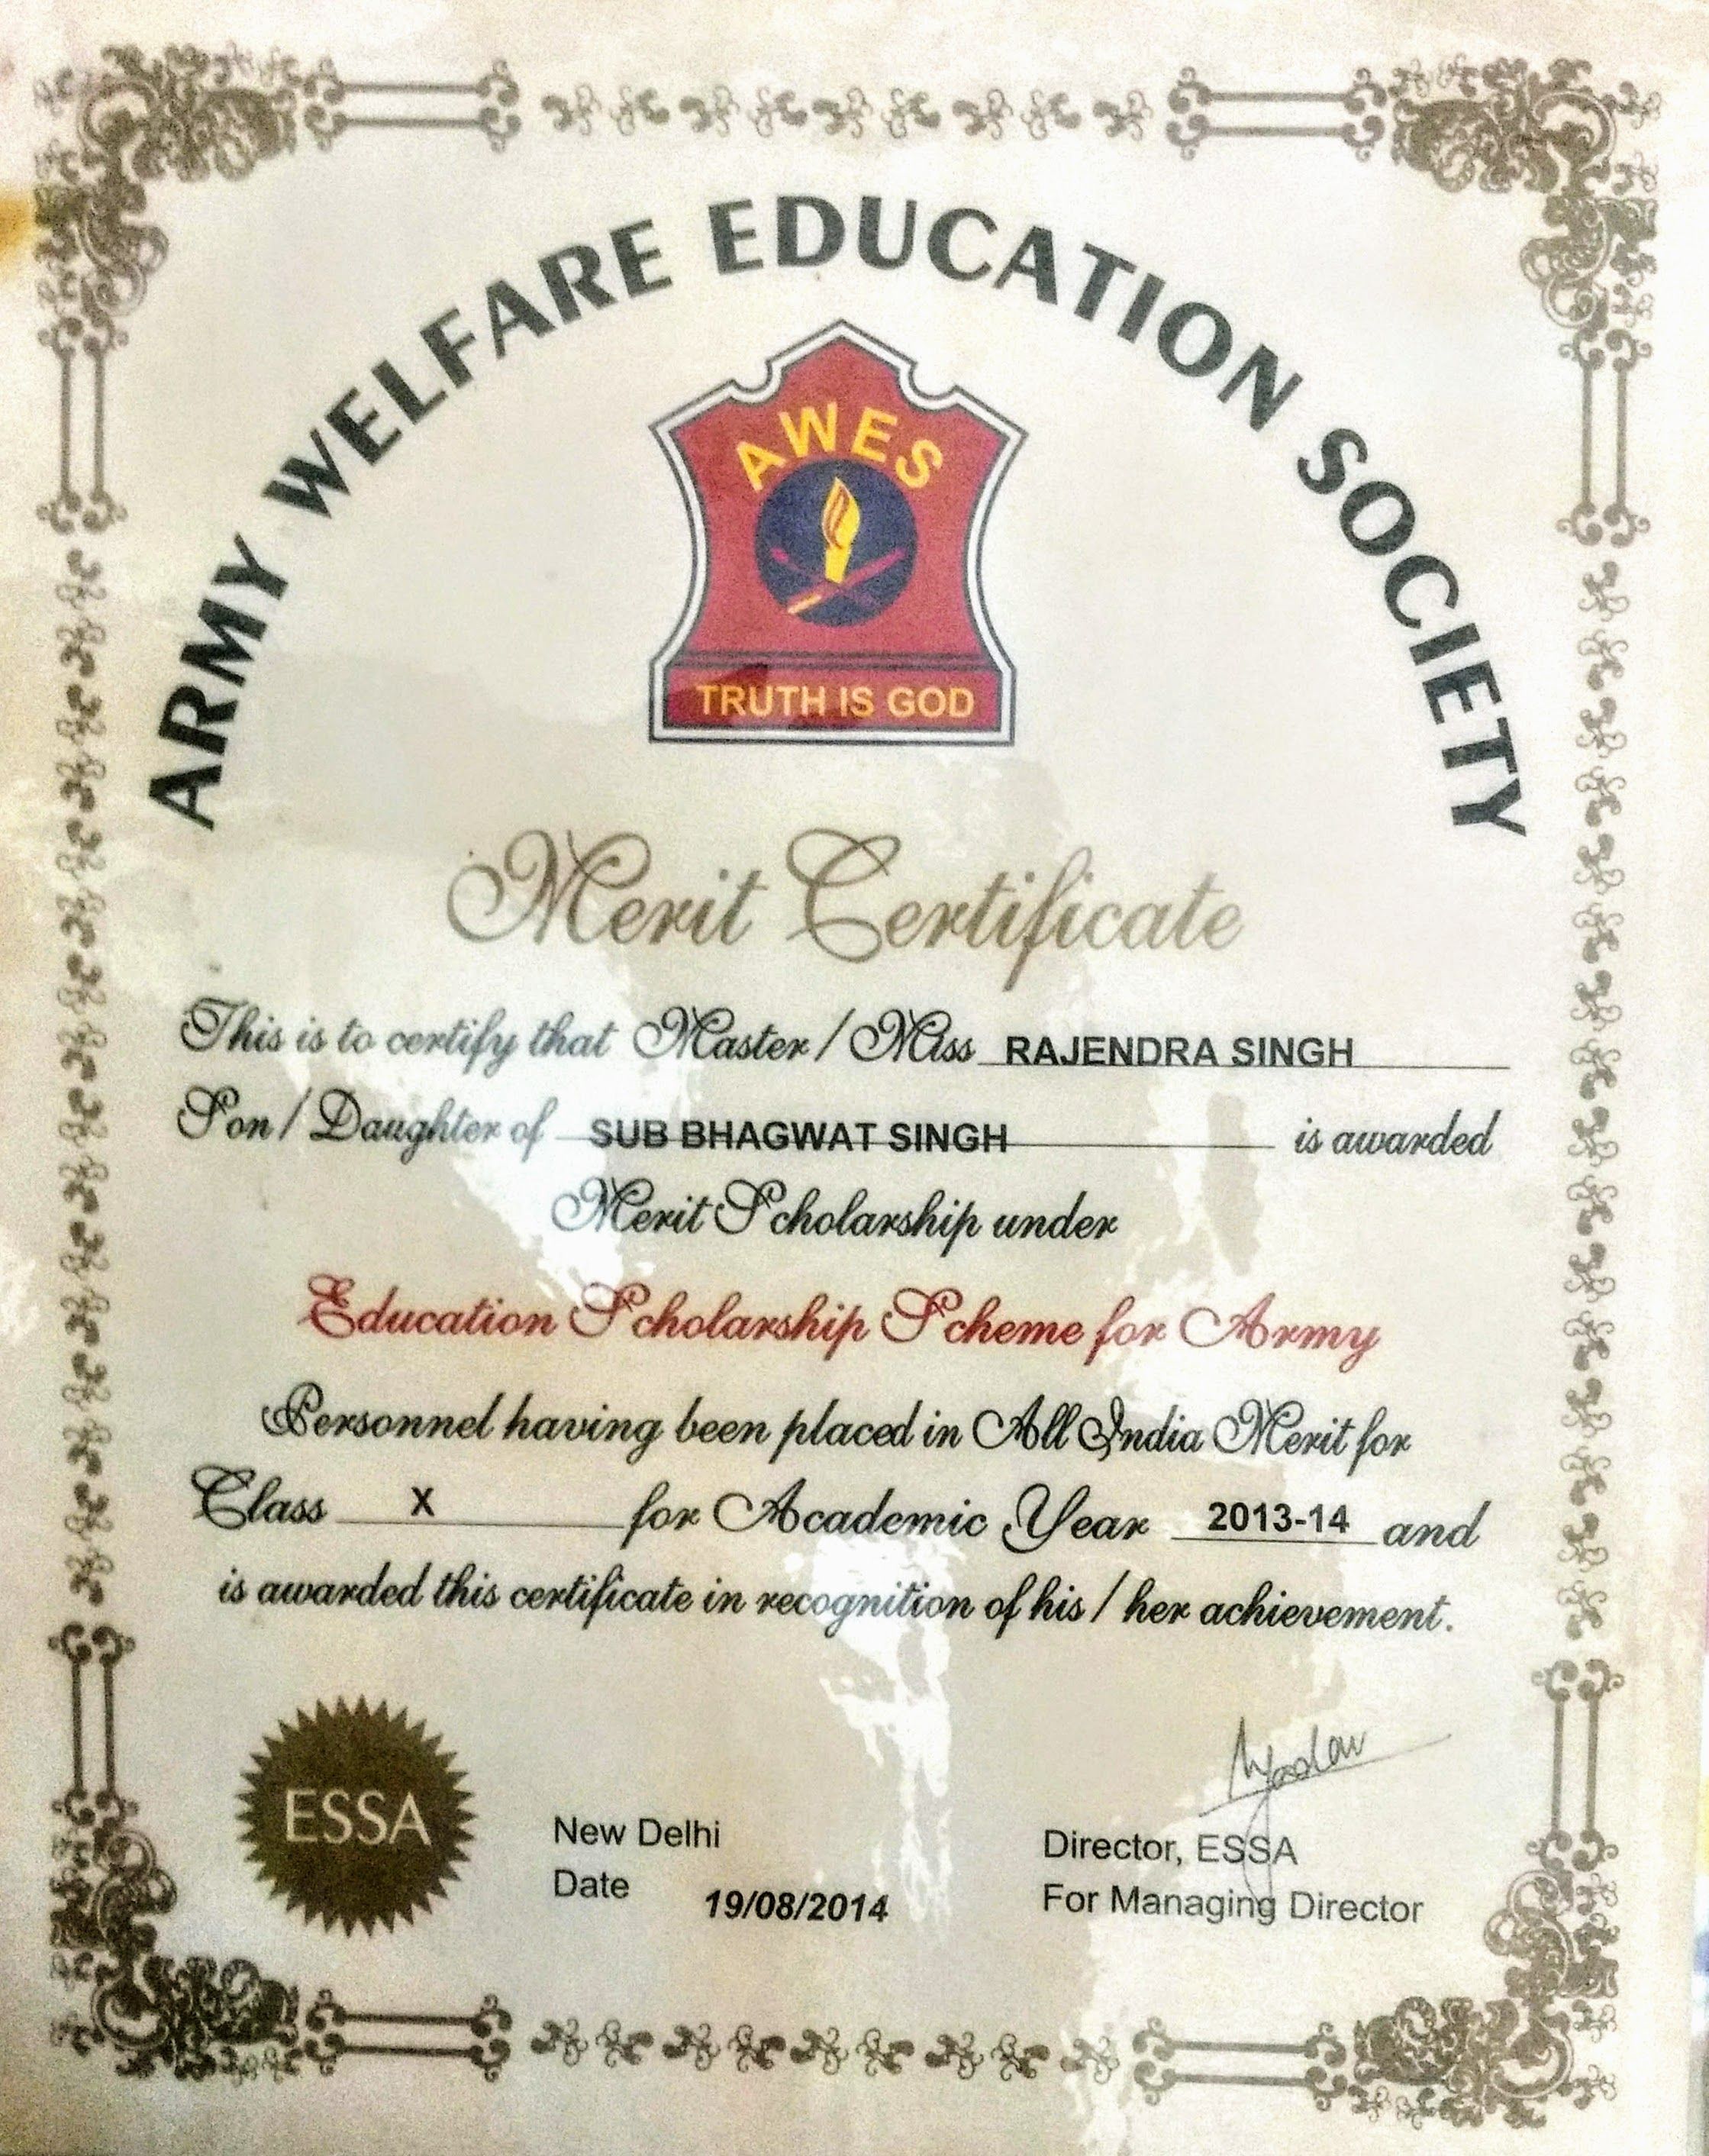 ARMY WELFARE EDUCATION SOCIETY
AWES
TRUTH IS GOD
Merit Certificate
This is to certify that Master / Miss RAJENDRA SINGH
Son / Daughter of SUB BHAGWAT SINGH is awarded
Merit Scholarship under
Education Scholarship Scheme for Army
Personnel having been placed in All India Merit for
Class X for Academic Year 2013-14 and
is awarded this certificate in recognition of his / her achievement.
ESSA
New Delhi
Date 19/08/2014
Director, ESSA
For Managing Director